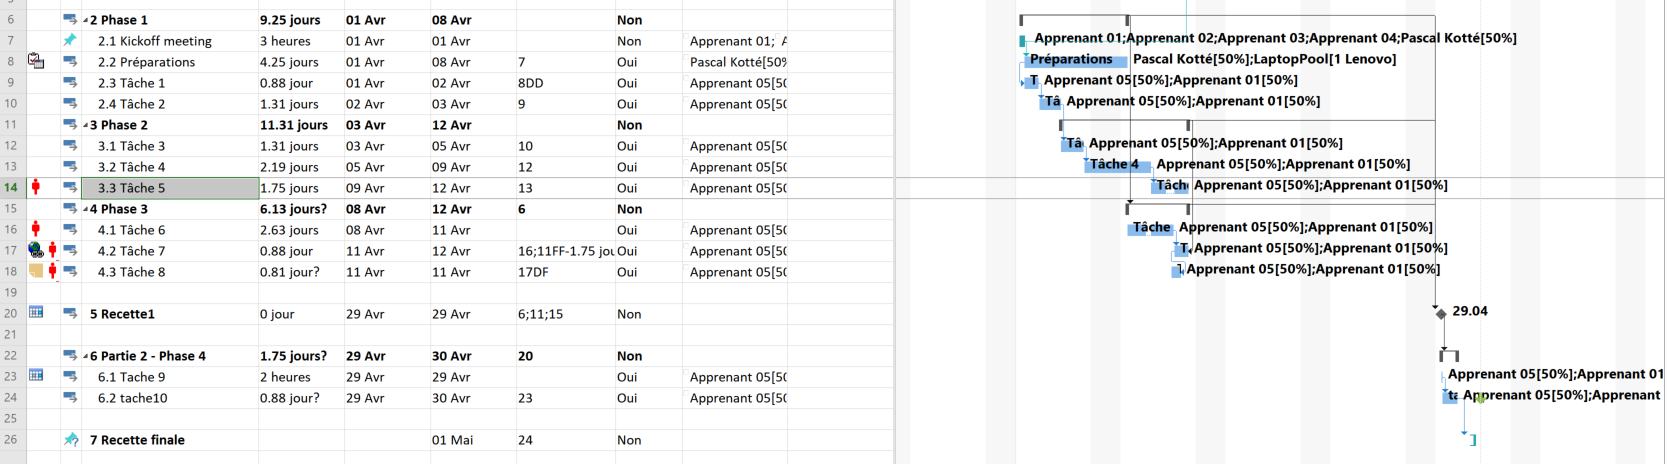 6 2 Phase 1 9.25 jours 01 Avr 08 Avr Non
7 2.1 Kickoff meeting 3 heures 01 Avr 01 Avr Non Apprenant 01; Apprenant 01;Apprenant 02;Apprenant 03;Apprenant 04;Pascal Kotté[50%]
8 2.2 Préparations 4.25 jours 01 Avr 08 Avr 7 Oui Pascal Kotté[50% Préparations Pascal Kotté[50%];LaptopPool[1 Lenovo]
9 2.3 Tâche 1 0.88 jour 01 Avr 02 Avr 8DD Oui Apprenant 05[50 T Apprenant 05[50%];Apprenant 01[50%]
10 2.4 Tâche 2 1.31 jours 02 Avr 03 Avr 9 Oui Apprenant 05[50 Tâ Apprenant 05[50%];Apprenant 01[50%]
11 3 Phase 2 11.31 jours 03 Avr 12 Avr Non
12 3.1 Tâche 3 1.31 jours 03 Avr 05 Avr 10 Oui Apprenant 05[50 Tâ Apprenant 05[50%];Apprenant 01[50%]
13 3.2 Tâche 4 2.19 jours 05 Avr 09 Avr 12 Oui Apprenant 05[50 Tâche 4 Apprenant 05[50%];Apprenant 01[50%]
14 3.3 Tâche 5 1.75 jours 09 Avr 12 Avr 13 Oui Apprenant 05[50 Tâch Apprenant 05[50%];Apprenant 01[50%]
15 4 Phase 3 6.13 jours? 08 Avr 12 Avr 6 Non
16 4.1 Tâche 6 2.63 jours 08 Avr 11 Avr Oui Apprenant 05[50 Tâche Apprenant 05[50%];Apprenant 01[50%]
17 4.2 Tâche 7 0.88 jour 11 Avr 12 Avr 16;11FF-1.75 jou Oui Apprenant 05[50 T Apprenant 05[50%];Apprenant 01[50%]
18 4.3 Tâche 8 0.81 jour? 11 Avr 11 Avr 17DF Oui Apprenant 05[50 Apprenant 05[50%];Apprenant 01[50%]
19
20 5 Recette1 0 jour 29 Avr 29 Avr 6;11;15 Non 29.04
21
22 6 Partie 2 - Phase 4 1.75 jours? 29 Avr 30 Avr 20 Non
23 6.1 Tache 9 2 heures 29 Avr 29 Avr Oui Apprenant 05[50 Apprenant 05[50%];Apprenant 01
24 6.2 tache10 0.88 jour? 29 Avr 30 Avr 23 Oui Apprenant 05[50 ta Apprenant 05[50%];Apprenant
25
26 7 Recette finale 01 Mai 24 Non